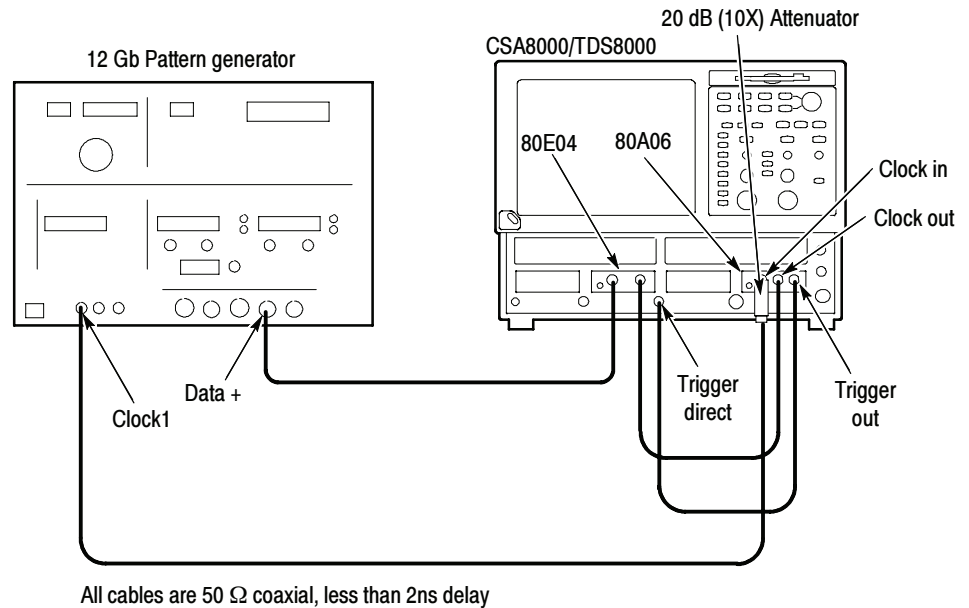 20 dB (10X) Attenuator
CSA8000/TDS8000
12 Gb Pattern generator
80E04
80A06
Clock in
Clock out
Data +
Clock1
Trigger
direct
Trigger
out
All cables are 50 Ω coaxial, less than 2ns delay